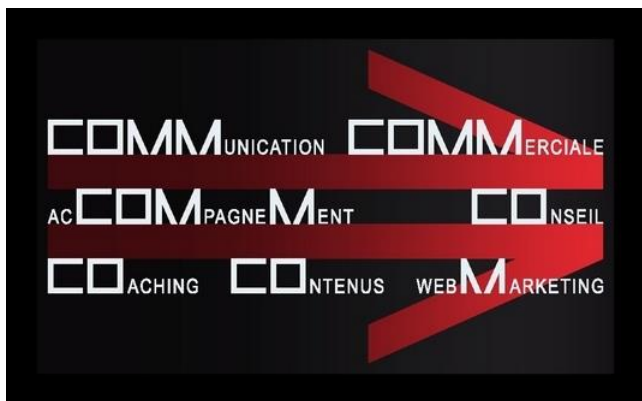 COMMUNICATION COMMERCIALE
ACCOMPAGNEMENT CONSEIL
COACHING CONTENUS WEBMARKETING